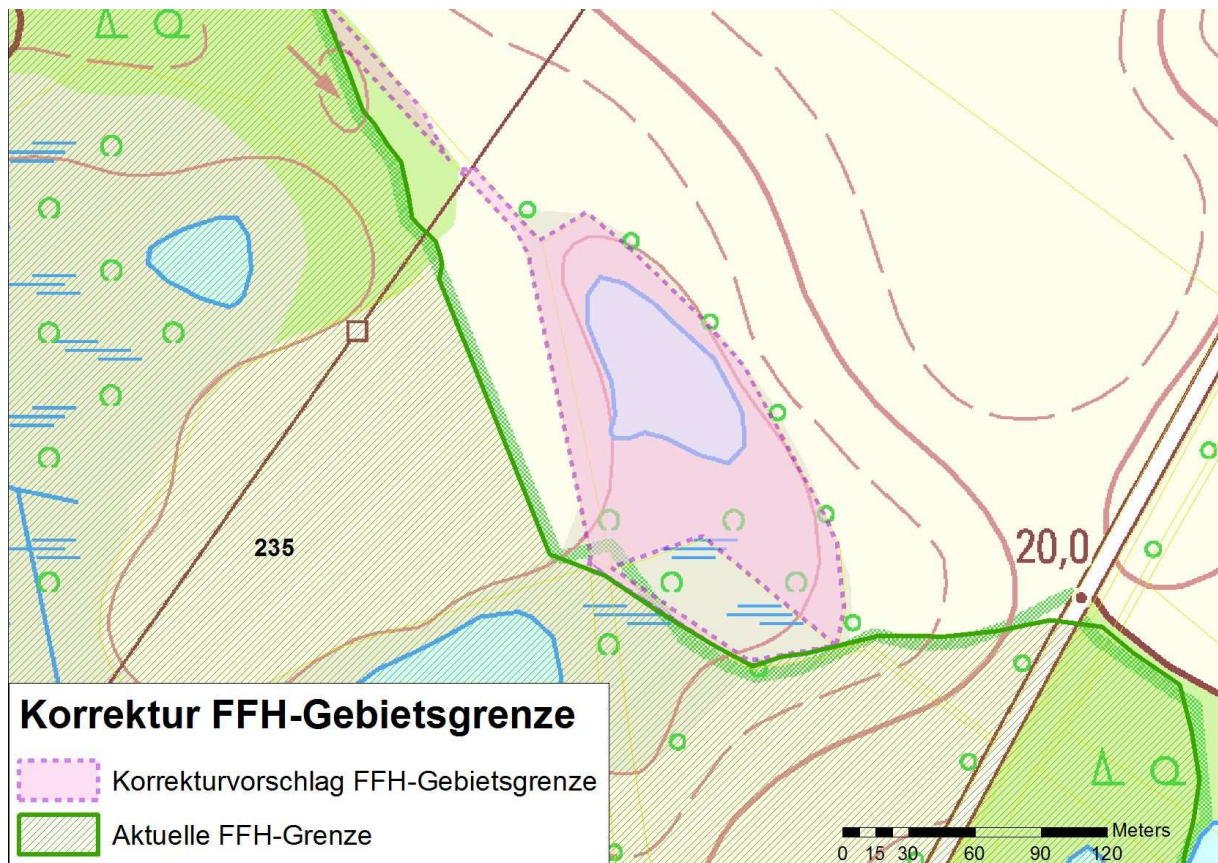 235
20,0
Korrektur FFH-Gebietsgrenze
Korrekturvorschlag FFH-Gebietsgrenze
Aktuelle FFH-Grenze
Meters
0 15 30 60 90 120